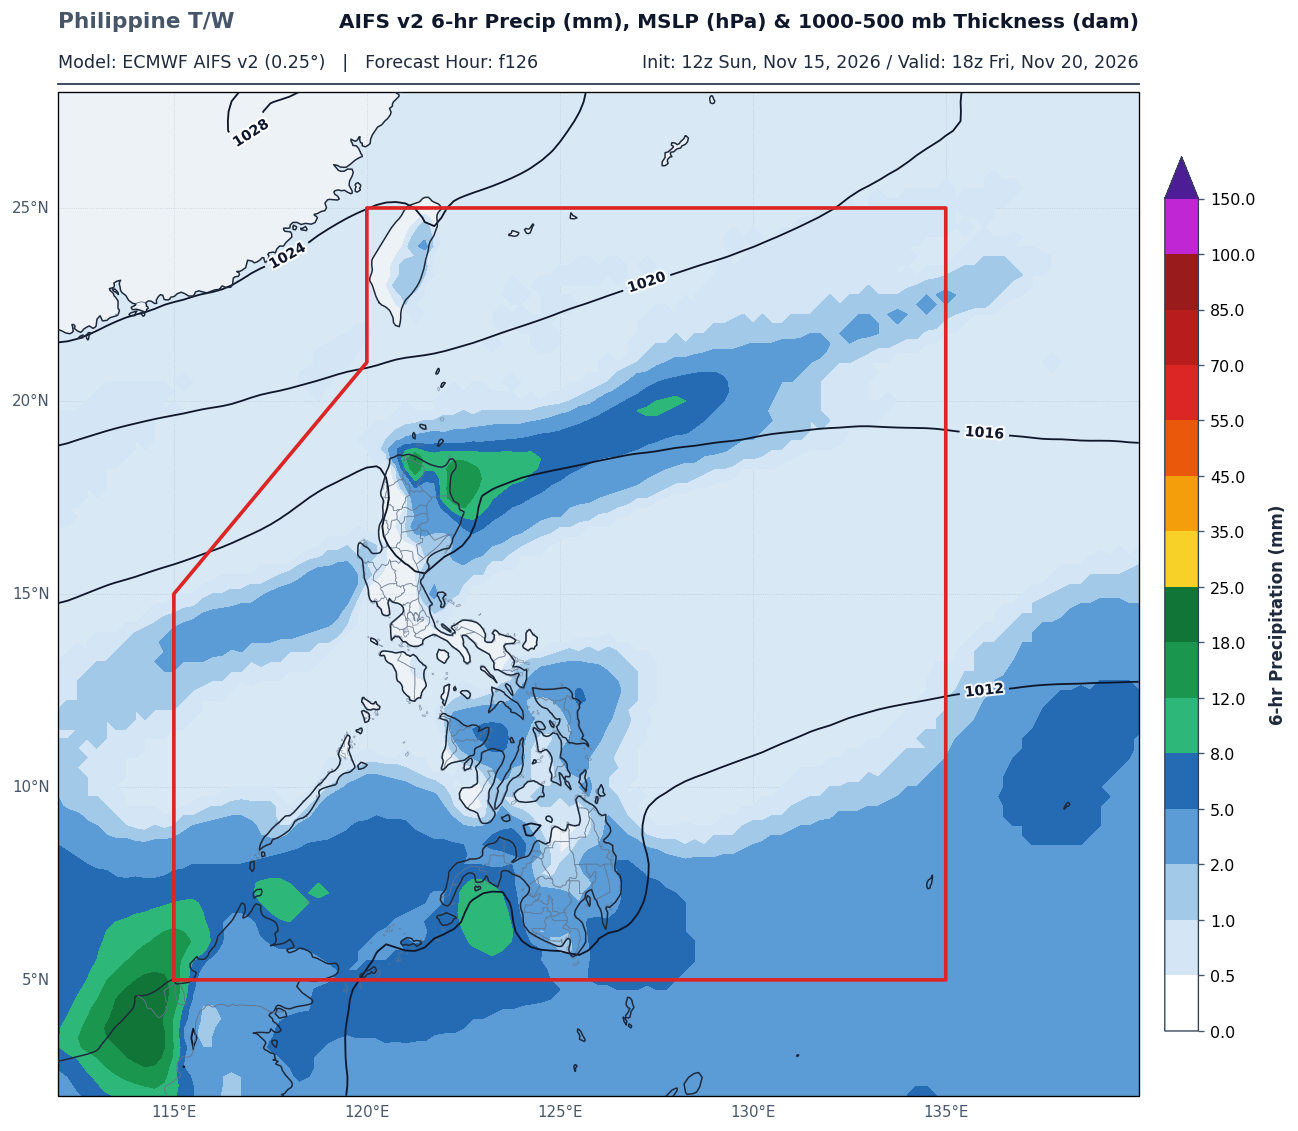 Philippine T/W
AIFS v2 6-hr Precip (mm), MSLP (hPa) & 1000-500 mb Thickness (dam)
Model: ECMWF AIFS v2 (0.25°) | Forecast Hour: f126
Init: 12z Sun, Nov 15, 2026 / Valid: 18z Fri, Nov 20, 2026
1028
1024
1020
1016
1012
25°N
20°N
15°N
10°N
5°N
115°E
120°E
125°E
130°E
135°E
150.0
100.0
85.0
70.0
55.0
45.0
35.0
25.0
18.0
12.0
8.0
5.0
2.0
1.0
0.5
0.0
6-hr Precipitation (mm)